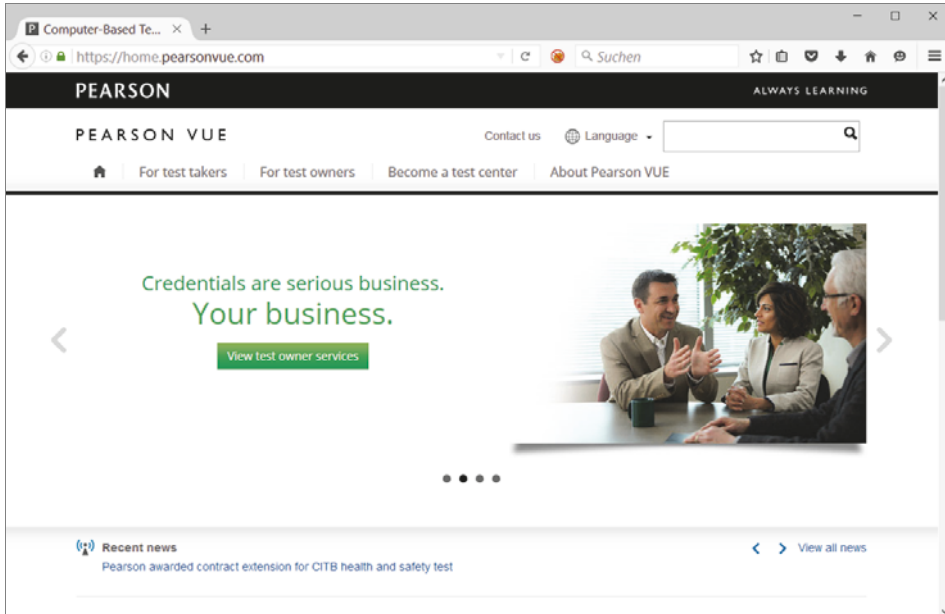 Computer-Based Te...
https://home.pearsonvue.com
Suchen
PEARSON
ALWAYS LEARNING
PEARSON VUE
Contact us
Language
For test takers
For test owners
Become a test center
About Pearson VUE
Credentials are serious business.
Your business.
View test owner services
Recent news
View all news
Pearson awarded contract extension for CITB health and safety test